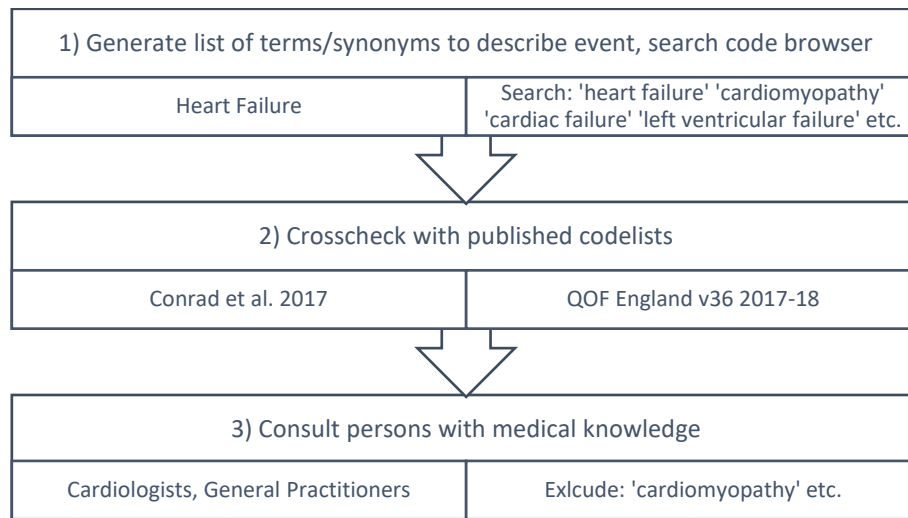 1) Generate list of terms/synonyms to describe event, search code browser
Heart Failure
Search: 'heart failure' 'cardiomyopathy'
'cardiac failure' 'left ventricular failure' etc.
2) Crosscheck with published codelists
Conrad et al. 2017
QOF England v36 2017-18
3) Consult persons with medical knowledge
Cardiologists, General Practitioners
Exlcude: 'cardiomyopathy' etc.